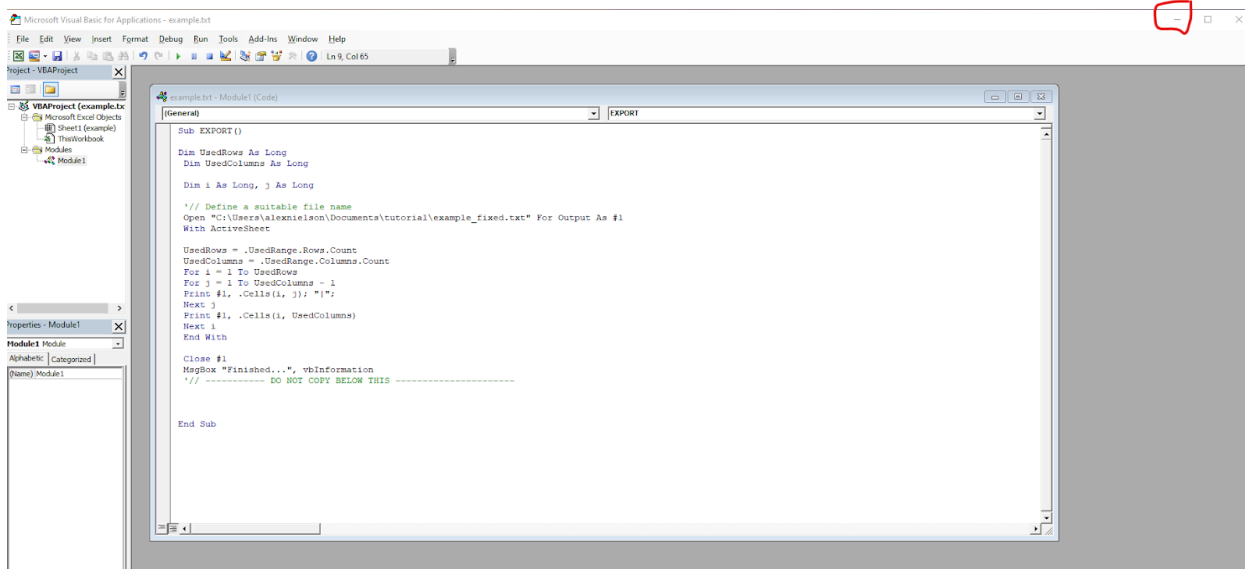 Microsoft Visual Basic for Applications - example.txt
File Edit View Insert Format Debug Run Tools Add-Ins Window Help
Ln 9, Col 65
Project - VBAProject
VBAProject (example.tx
Microsoft Excel Objects
Sheet1 (example)
ThisWorkbook
Modules
Module1
Properties - Module1
Module1 Module
Alphabetic Categorized
(Name) Module1
example.txt - Module1 (Code)
(General) EXPORT
Sub EXPORT()
Dim UsedRows As Long
Dim UsedColumns As Long
Dim i As Long, j As Long
'// Define a suitable file name
Open "C:\Users\alexnielson\Documents\tutorial\example_fixed.txt" For Output As #1
With ActiveSheet
UsedRows = .UsedRange.Rows.Count
UsedColumns = .UsedRange.Columns.Count
For i = 1 To UsedRows
For j = 1 To UsedColumns - 1
Print #1, .Cells(i, j); "|";
Next j
Print #1, .Cells(i, UsedColumns)
Next i
End With
Close #1
MsgBox "Finished...", vbInformation
'// ----------- DO NOT COPY BELOW THIS ----------------------
End Sub